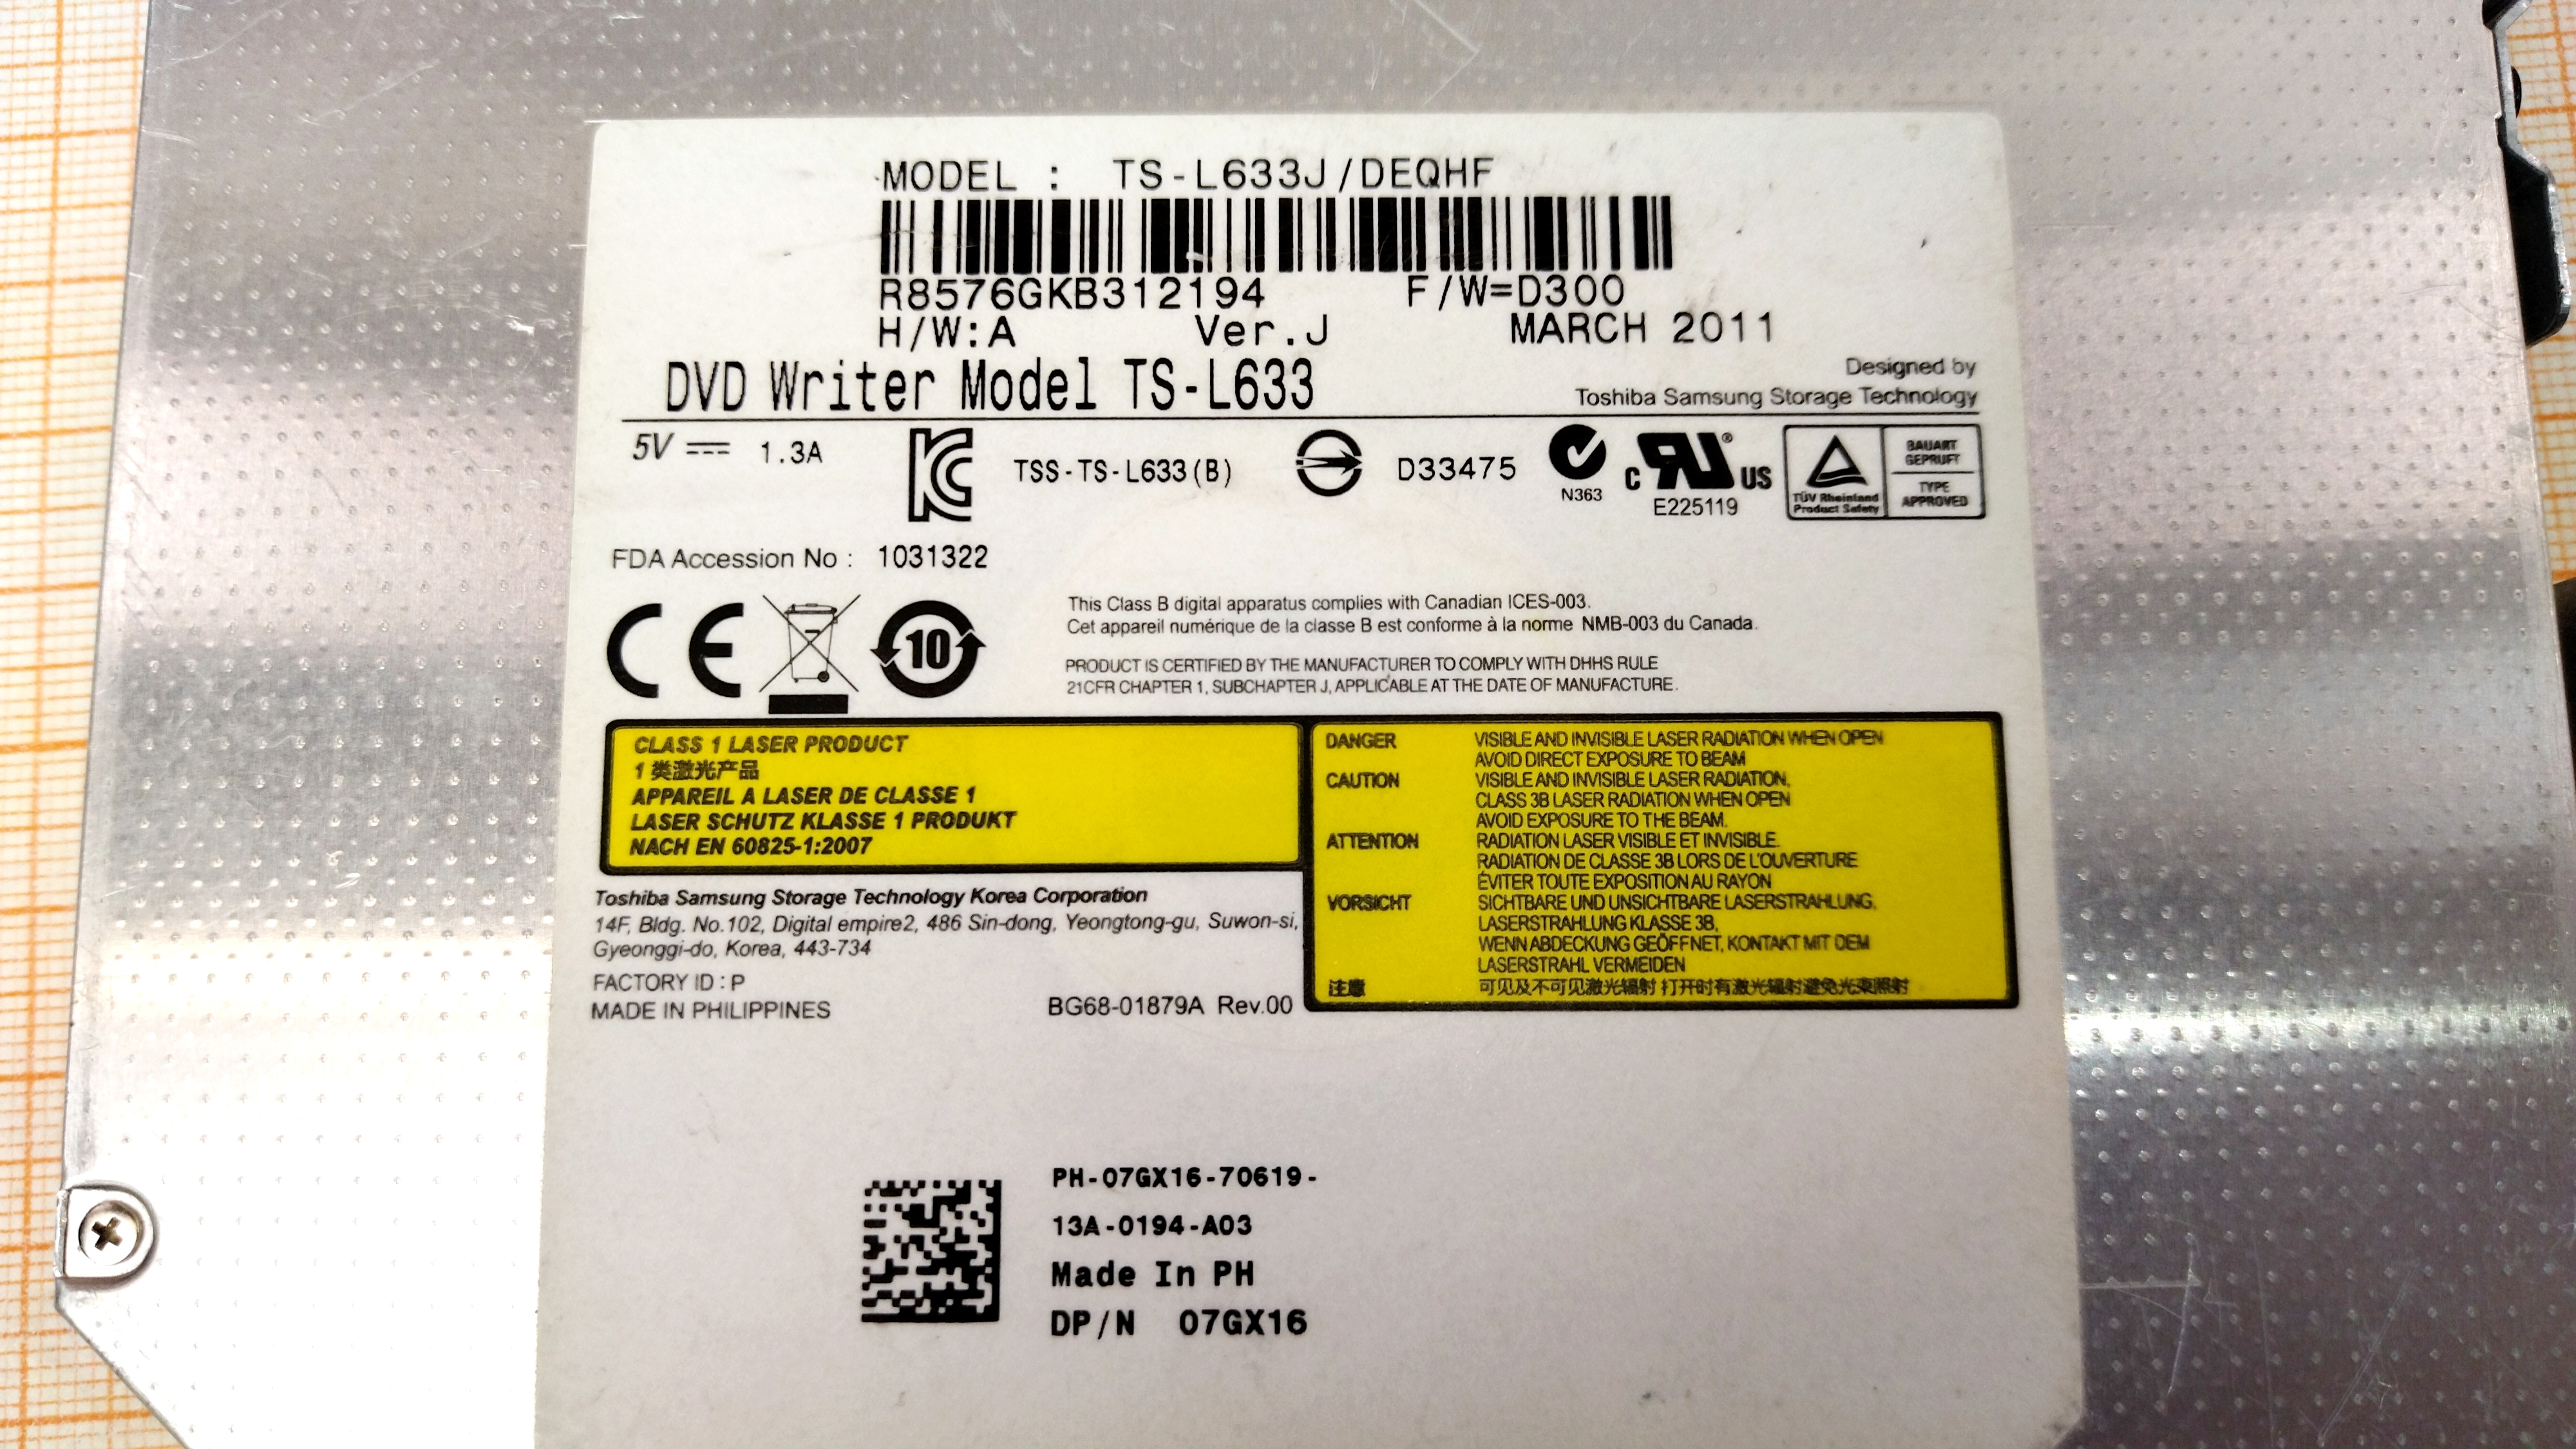 MODEL : TS-L633J/DEQHF
R8576GKB312194 F/W=D300
H/W:A Ver.J MARCH 2011
DVD Writer Model TS-L633
Designed by
Toshiba Samsung Storage Technology
5V 1.3A
TSS-TS-L633(B)
D33475
N363
C RU ® US
E225119
TÜV Rheinland
Product Safety
BAUART
GEPRÜFT
TYPE
APPROVED
FDA Accession No : 1031322
CE
10
This Class B digital apparatus complies with Canadian ICES-003.
Cet appareil numérique de la classe B est conforme à la norme NMB-003 du Canada.
PRODUCT IS CERTIFIED BY THE MANUFACTURER TO COMPLY WITH DHHS RULE
21CFR CHAPTER 1, SUBCHAPTER J, APPLICABLE AT THE DATE OF MANUFACTURE.
CLASS 1 LASER PRODUCT
1 类激光产品
APPAREIL A LASER DE CLASSE 1
LASER SCHUTZ KLASSE 1 PRODUKT
NACH EN 60825-1:2007
DANGER VISIBLE AND INVISIBLE LASER RADIATION WHEN OPEN
AVOID DIRECT EXPOSURE TO BEAM
CAUTION VISIBLE AND INVISIBLE LASER RADIATION,
CLASS 3B LASER RADIATION WHEN OPEN
AVOID EXPOSURE TO THE BEAM.
ATTENTION RADIATION LASER VISIBLE ET INVISIBLE.
RADIATION DE CLASSE 3B LORS DE L'OUVERTURE
ÉVITER TOUTE EXPOSITION AU RAYON
VORSICHT SICHTBARE UND UNSICHTBARE LASERSTRAHLUNG,
LASERSTRAHLUNG KLASSE 3B,
WENN ABDECKUNG GEÖFFNET, KONTAKT MIT DEM
LASERSTRAHL VERMEIDEN
注意 可见及不可见激光辐射 打开时有激光辐射避免光束照射
Toshiba Samsung Storage Technology Korea Corporation
14F, Bldg. No.102, Digital empire2, 486 Sin-dong, Yeongtong-gu, Suwon-si,
Gyeonggi-do, Korea, 443-734
FACTORY ID : P
MADE IN PHILIPPINES
BG68-01879A Rev.00
PH-07GX16-70619-
13A-0194-A03
Made In PH
DP/N 07GX16